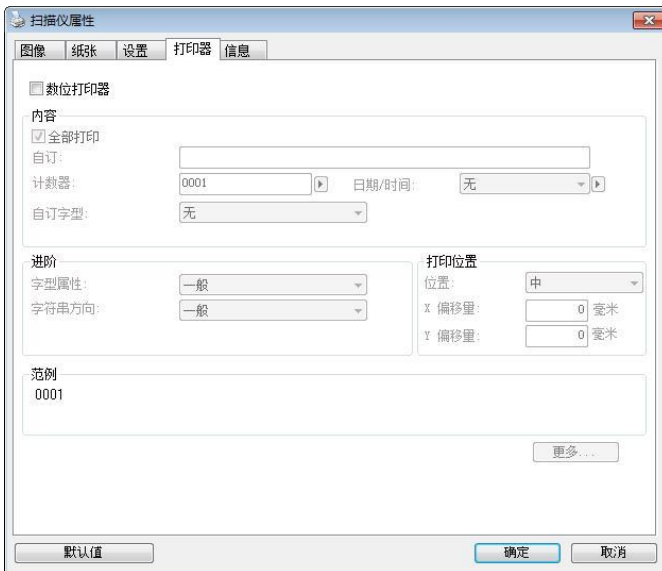 扫描仪属性
图像 纸张 设置 打印器 信息
数位打印器
内容
全部打印
自订:
计数器: 0001 日期/时间: 无
自订字型: 无
进阶
字型属性: 一般
字符串方向: 一般
打印位置
位置: 中
X 偏移量: 0 毫米
Y 偏移量: 0 毫米
范例
0001
更多...
默认值 确定 取消